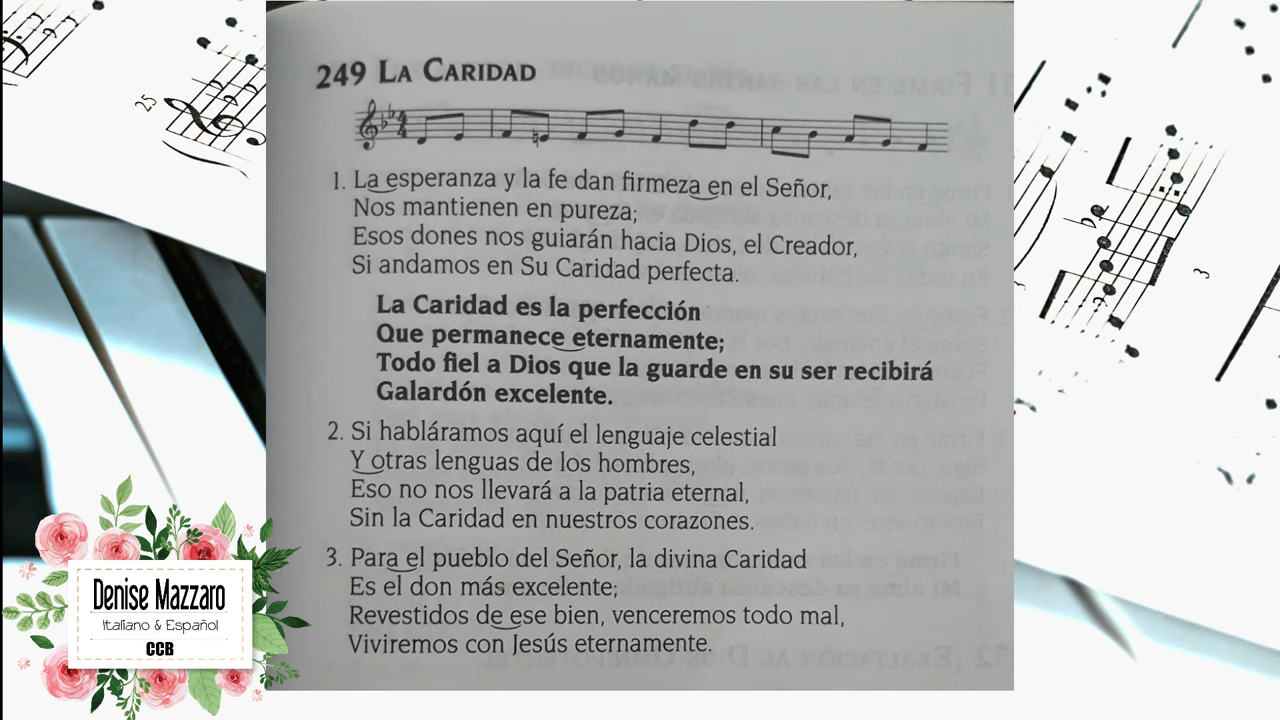 249 LA CARIDAD
1. La esperanza y la fe dan firmeza en el Señor,
Nos mantienen en pureza;
Esos dones nos guiarán hacia Dios, el Creador,
Si andamos en Su Caridad perfecta.
La Caridad es la perfección
Que permanece eternamente;
Todo fiel a Dios que la guarde en su ser recibirá
Galardón excelente.
2. Si habláramos aquí el lenguaje celestial
Y otras lenguas de los hombres,
Eso no nos llevará a la patria eternal,
Sin la Caridad en nuestros corazones.
3. Para el pueblo del Señor, la divina Caridad
Es el don más excelente;
Revestidos de ese bien, venceremos todo mal,
Viviremos con Jesús eternamente.
Denise Mazzaro
Italiano & Español
CCB
25
3